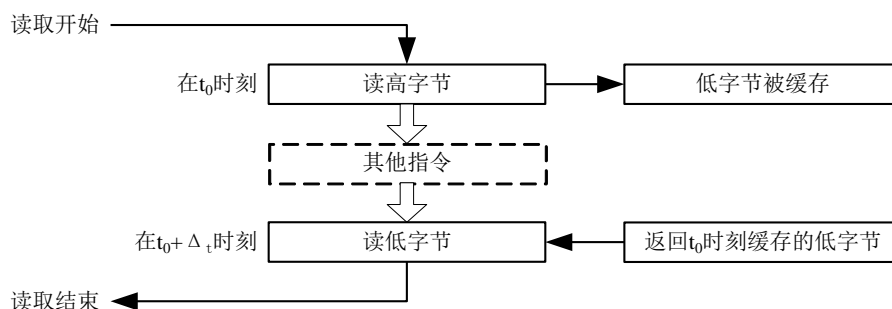 读取开始
在t₀时刻
读高字节
低字节被缓存
其他指令
在t₀+Δₜ时刻
读低字节
返回t₀时刻缓存的低字节
读取结束